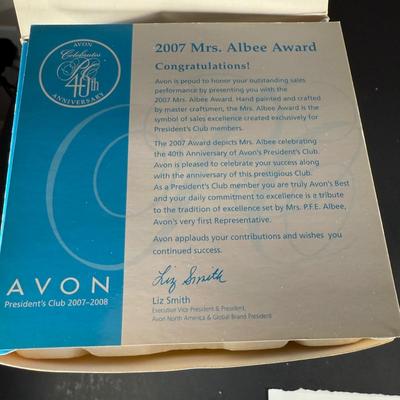 AVON
Celebrates
40th
ANNIVERSARY
2007 Mrs. Albee Award
Congratulations!
Avon is proud to honor your outstanding sales
performance by presenting you with the
2007 Mrs. Albee Award. Hand painted and crafted
by master craftsmen, the Mrs. Albee Award is the
symbol of sales excellence created exclusively for
President's Club members.
The 2007 Award depicts Mrs. Albee celebrating
the 40th Anniversary of Avon's President's Club.
Avon is pleased to celebrate your success along
with the anniversary of this prestigious Club.
As a President's Club member you are truly Avon's Best
and your daily commitment to excellence is a tribute
to the tradition of excellence set by Mrs. P.F.E. Albee,
Avon's very first Representative.
Avon applauds your contributions and wishes you
continued success.
Liz Smith
Liz Smith
Executive Vice President & President,
Avon North America & Global Brand President
AVON
President's Club 2007–2008